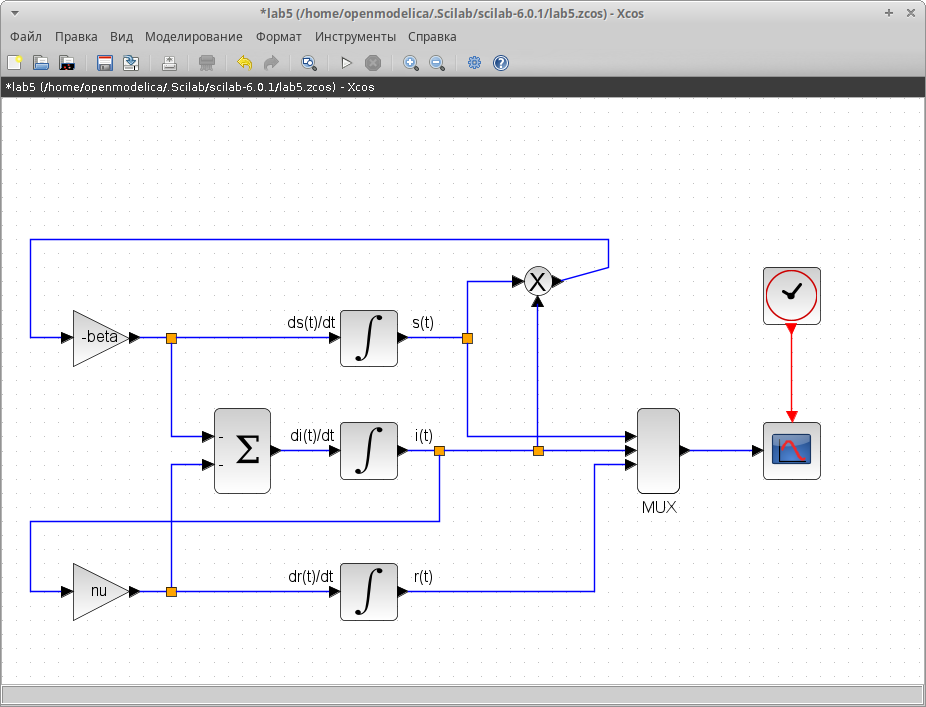 *lab5 (/home/openmodelica/.Scilab/scilab-6.0.1/lab5.zcos) - Xcos
Файл Правка Вид Моделирование Формат Инструменты Справка
*lab5 (/home/openmodelica/.Scilab/scilab-6.0.1/lab5.zcos) - Xcos
X
ds(t)/dt ∫ s(t)
-beta
di(t)/dt ∫ i(t)
- Σ
-
MUX
dr(t)/dt ∫ r(t)
nu